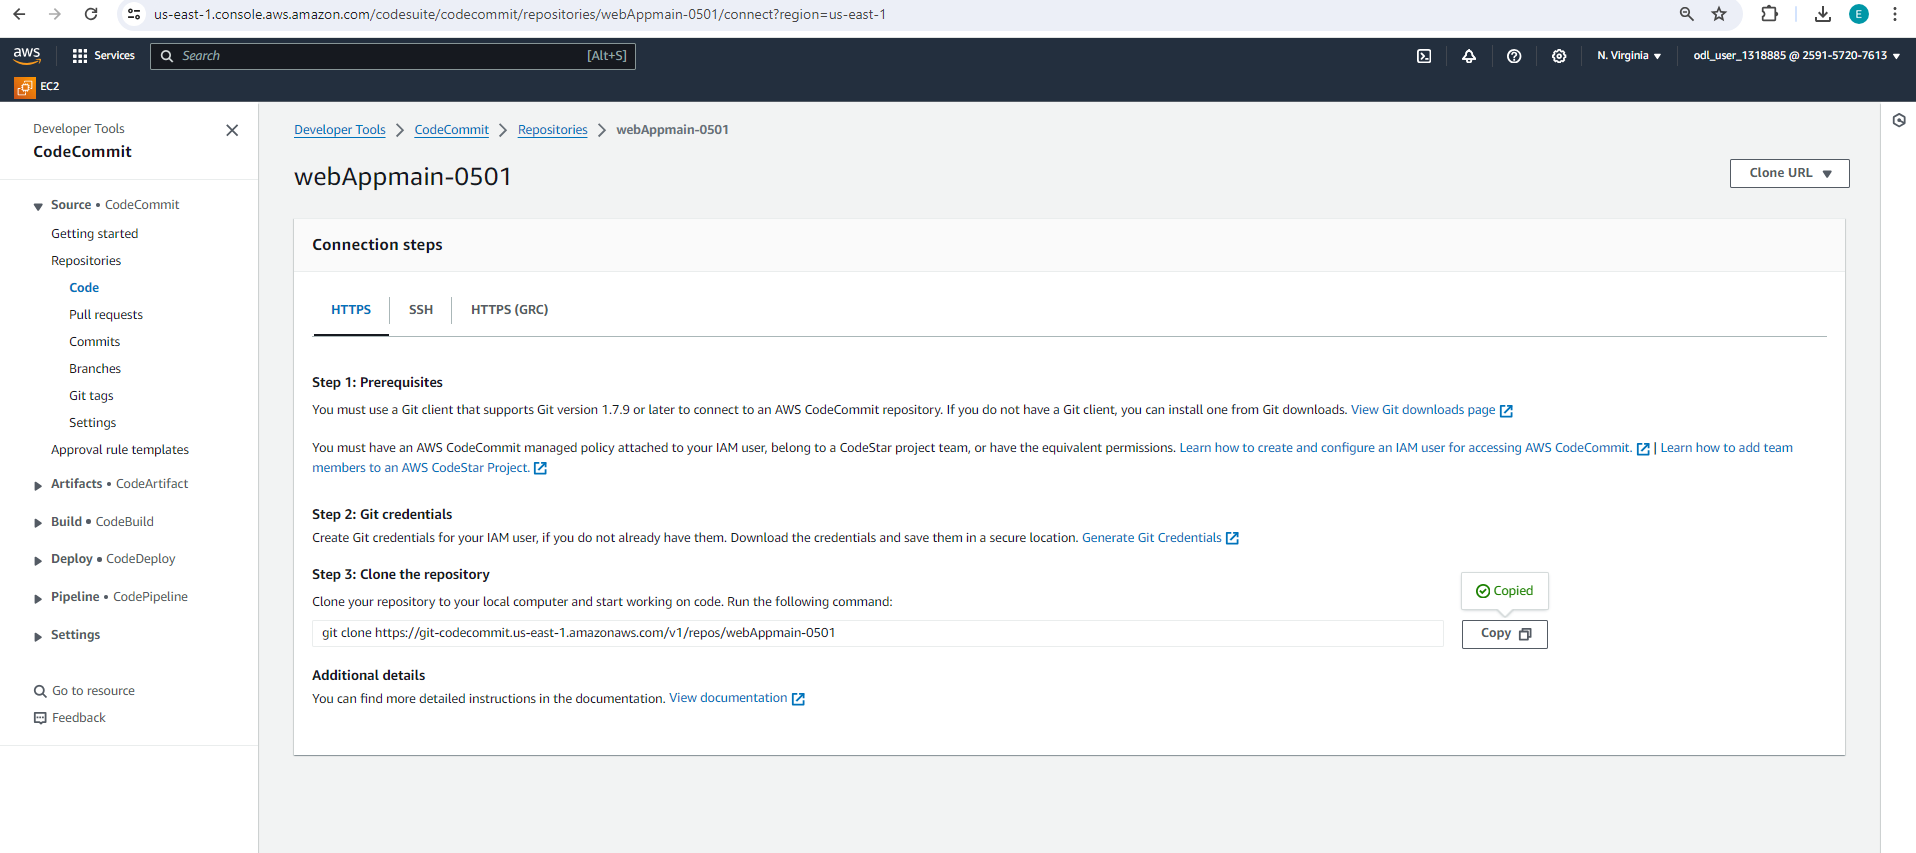 us-east-1.console.aws.amazon.com/codesuite/codecommit/repositories/webAppmain-0501/connect?region=us-east-1
E
aws
Services
Search
[Alt+S]
N. Virginia
odl_user_1318885 @ 2591-5720-7613
EC2
Developer Tools
CodeCommit
Source • CodeCommit
Getting started
Repositories
Code
Pull requests
Commits
Branches
Git tags
Settings
Approval rule templates
Artifacts • CodeArtifact
Build • CodeBuild
Deploy • CodeDeploy
Pipeline • CodePipeline
Settings
Go to resource
Feedback
Developer Tools > CodeCommit > Repositories > webAppmain-0501
webAppmain-0501
Clone URL
Connection steps
HTTPS
SSH
HTTPS (GRC)
Step 1: Prerequisites
You must use a Git client that supports Git version 1.7.9 or later to connect to an AWS CodeCommit repository. If you do not have a Git client, you can install one from Git downloads. View Git downloads page
You must have an AWS CodeCommit managed policy attached to your IAM user, belong to a CodeStar project team, or have the equivalent permissions. Learn how to create and configure an IAM user for accessing AWS CodeCommit. | Learn how to add team
members to an AWS CodeStar Project.
Step 2: Git credentials
Create Git credentials for your IAM user, if you do not already have them. Download the credentials and save them in a secure location. Generate Git Credentials
Step 3: Clone the repository
Clone your repository to your local computer and start working on code. Run the following command:
Copied
git clone https://git-codecommit.us-east-1.amazonaws.com/v1/repos/webAppmain-0501
Copy
Additional details
You can find more detailed instructions in the documentation. View documentation